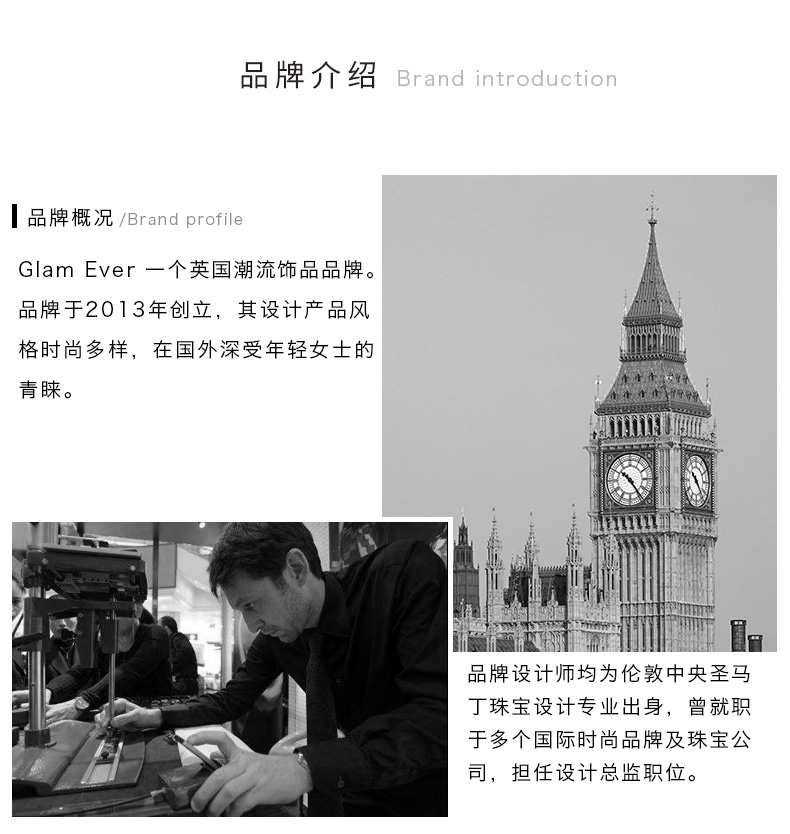 品牌介绍 Brand introduction
品牌概况 /Brand profile
Glam Ever 一个英国潮流饰品品牌。
品牌于2013年创立，其设计产品风
格时尚多样，在国外深受年轻女士的
青睐。
品牌设计师均为伦敦中央圣马
丁珠宝设计专业出身，曾就职
于多个国际时尚品牌及珠宝公
司，担任设计总监职位。